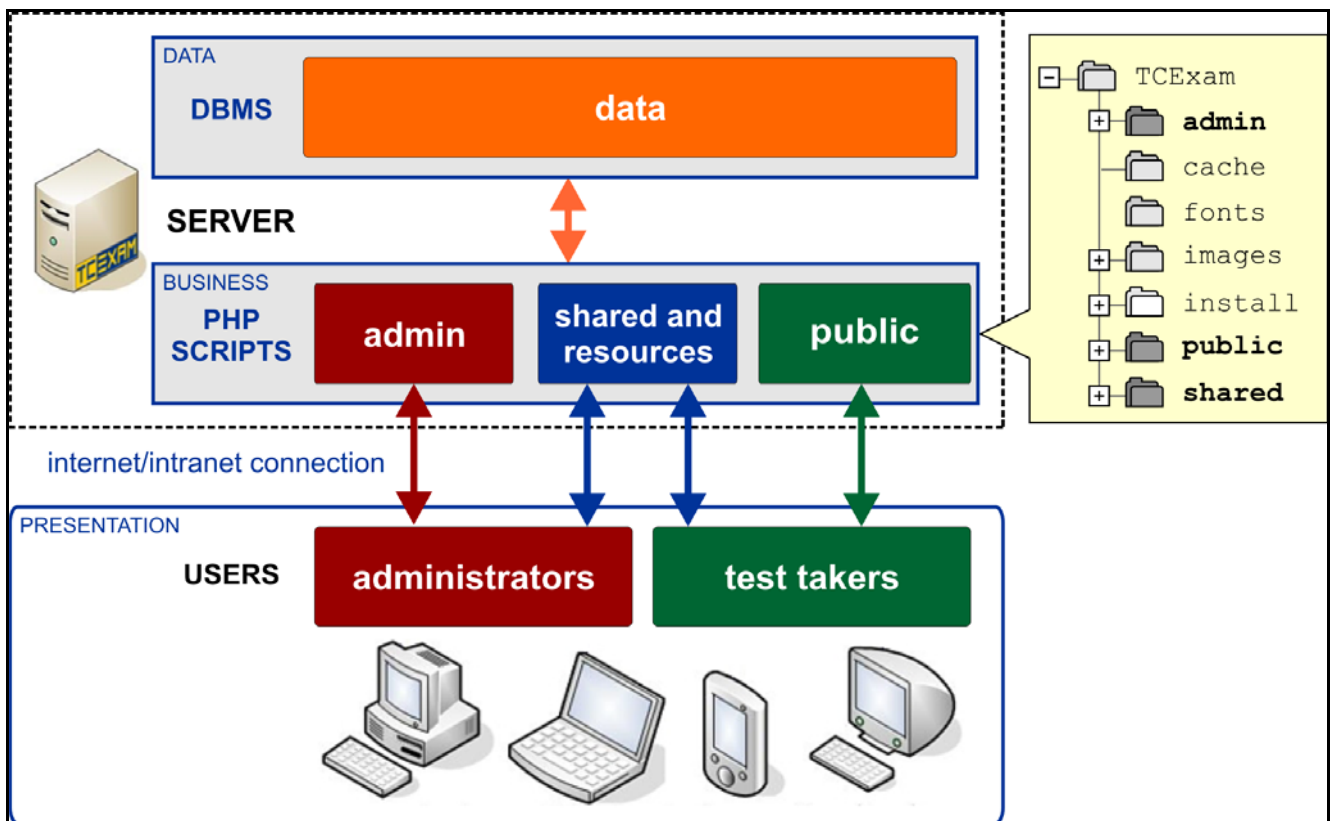 DATA
DBMS
data
SERVER
TCEXAM
BUSINESS
PHP
SCRIPTS
admin
shared and
resources
public
internet/intranet connection
PRESENTATION
USERS
administrators
test takers
TCExam
admin
cache
fonts
images
install
public
shared